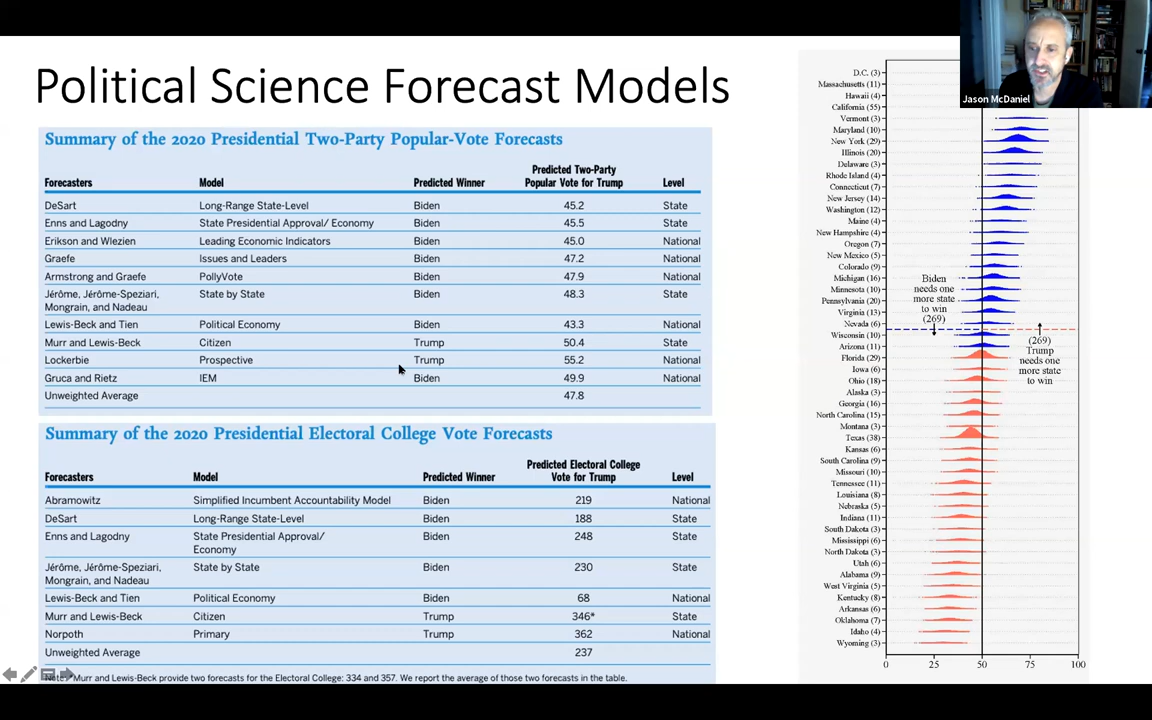 Political Science Forecast Models
Summary of the 2020 Presidential Two-Party Popular-Vote Forecasts
Forecasters Model Predicted Winner Predicted Two-Party Popular Vote for Trump Level
DeSart Long-Range State-Level Biden 45.2 State
Enns and Lagodny State Presidential Approval/ Economy Biden 45.5 State
Erikson and Wlezien Leading Economic Indicators Biden 45.0 National
Graefe Issues and Leaders Biden 47.2 National
Armstrong and Graefe PollyVote Biden 47.9 National
Jérôme, Jérôme-Speziari, Mongrain, and Nadeau State by State Biden 48.3 State
Lewis-Beck and Tien Political Economy Biden 43.3 National
Murr and Lewis-Beck Citizen Trump 50.4 State
Lockerbie Prospective Trump 55.2 National
Gruca and Rietz IEM Biden 49.9 National
Unweighted Average 47.8
Summary of the 2020 Presidential Electoral College Vote Forecasts
Forecasters Model Predicted Winner Predicted Electoral College Vote for Trump Level
Abramowitz Simplified Incumbent Accountability Model Biden 219 National
DeSart Long-Range State-Level Biden 188 State
Enns and Lagodny State Presidential Approval/ Economy Biden 248 State
Jérôme, Jérôme-Speziari, Mongrain, and Nadeau State by State Biden 230 State
Lewis-Beck and Tien Political Economy Biden 68 National
Murr and Lewis-Beck Citizen Trump 346* State
Norpoth Primary Trump 362 National
Unweighted Average 237
Note: Murr and Lewis-Beck provide two forecasts for the Electoral College: 334 and 357. We report the average of those two forecasts in the table.
Jason McDaniel
D.C. (3)
Massachusetts (11)
Hawaii (4)
California (55)
Vermont (3)
Maryland (10)
New York (29)
Illinois (20)
Delaware (3)
Rhode Island (4)
Connecticut (7)
New Jersey (14)
Washington (12)
Maine (4)
New Hampshire (4)
Oregon (7)
New Mexico (5)
Colorado (9)
Michigan (16)
Minnesota (10)
Pennsylvania (20)
Virginia (13)
Nevada (6)
Wisconsin (10)
Arizona (11)
Florida (29)
Iowa (6)
Ohio (18)
Alaska (3)
Georgia (16)
North Carolina (15)
Montana (3)
Texas (38)
Kansas (6)
South Carolina (9)
Missouri (10)
Tennessee (11)
Louisiana (8)
Nebraska (5)
Indiana (11)
South Dakota (3)
Mississippi (6)
North Dakota (3)
Utah (6)
Alabama (9)
West Virginia (5)
Kentucky (8)
Arkansas (6)
Oklahoma (7)
Idaho (4)
Wyoming (3)
Biden
needs one
more state
to win
(269)
(269)
Trump
needs one
more state
to win
0 25 50 75 100